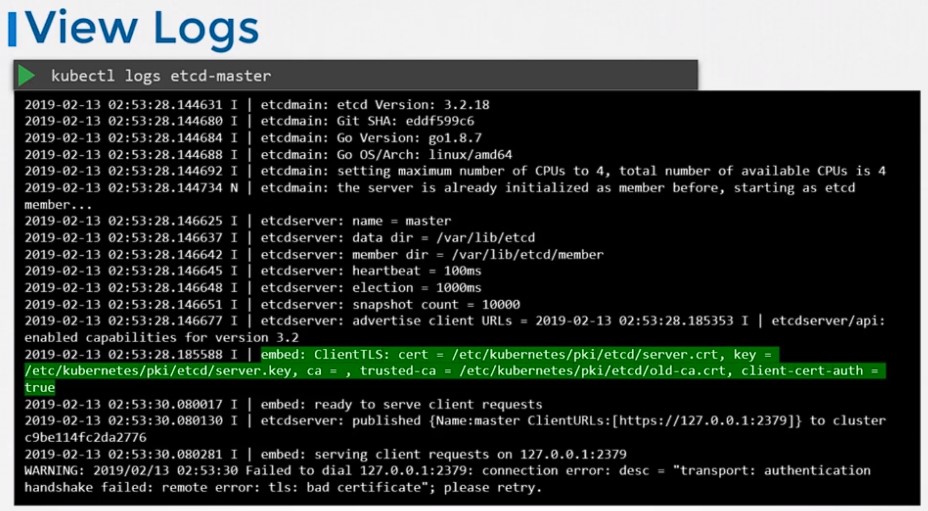 View Logs
kubectl logs etcd-master
2019-02-13 02:53:28.144631 I | etcdmain: etcd Version: 3.2.18
2019-02-13 02:53:28.144680 I | etcdmain: Git SHA: eddf599c6
2019-02-13 02:53:28.144684 I | etcdmain: Go Version: go1.8.7
2019-02-13 02:53:28.144688 I | etcdmain: Go OS/Arch: linux/amd64
2019-02-13 02:53:28.144692 I | etcdmain: setting maximum number of CPUs to 4, total number of available CPUs is 4
2019-02-13 02:53:28.144734 N | etcdmain: the server is already initialized as member before, starting as etcd
member...
2019-02-13 02:53:28.146625 I | etcdserver: name = master
2019-02-13 02:53:28.146637 I | etcdserver: data dir = /var/lib/etcd
2019-02-13 02:53:28.146642 I | etcdserver: member dir = /var/lib/etcd/member
2019-02-13 02:53:28.146645 I | etcdserver: heartbeat = 100ms
2019-02-13 02:53:28.146648 I | etcdserver: election = 1000ms
2019-02-13 02:53:28.146651 I | etcdserver: snapshot count = 10000
2019-02-13 02:53:28.146677 I | etcdserver: advertise client URLs = 2019-02-13 02:53:28.185353 I | etcdserver/api:
enabled capabilities for version 3.2
2019-02-13 02:53:28.185588 I | embed: ClientTLS: cert = /etc/kubernetes/pki/etcd/server.crt, key =
/etc/kubernetes/pki/etcd/server.key, ca = , trusted-ca = /etc/kubernetes/pki/etcd/old-ca.crt, client-cert-auth =
true
2019-02-13 02:53:30.080017 I | embed: ready to serve client requests
2019-02-13 02:53:30.080130 I | etcdserver: published {Name:master ClientURLs:[https://127.0.0.1:2379]} to cluster
c9be114fc2da2776
2019-02-13 02:53:30.080281 I | embed: serving client requests on 127.0.0.1:2379
WARNING: 2019/02/13 02:53:30 Failed to dial 127.0.0.1:2379: connection error: desc = "transport: authentication
handshake failed: remote error: tls: bad certificate"; please retry.